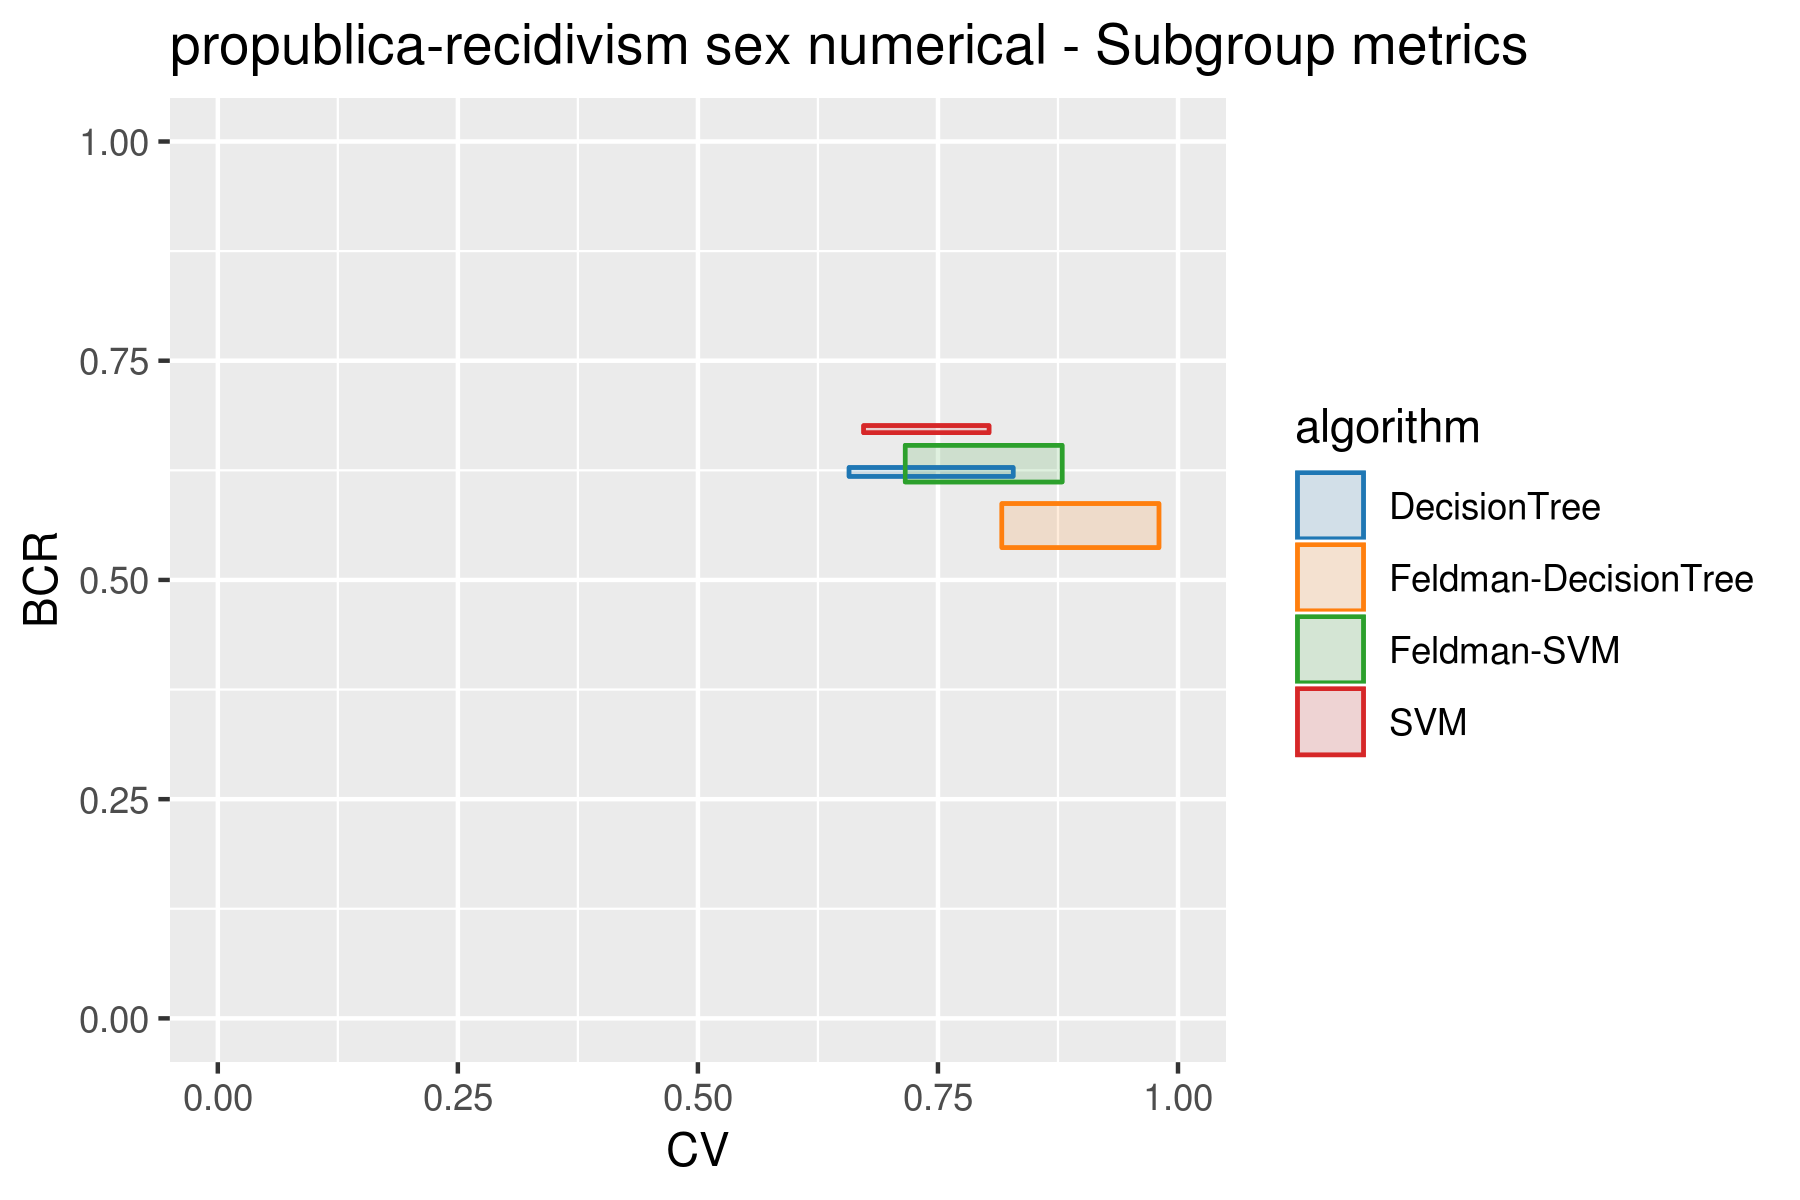 propublica-recidivism sex numerical - Subgroup metrics
1.00
0.75
0.50
0.25
0.00
BCR
0.00 0.25 0.50 0.75 1.00
CV
algorithm
DecisionTree
Feldman-DecisionTree
Feldman-SVM
SVM